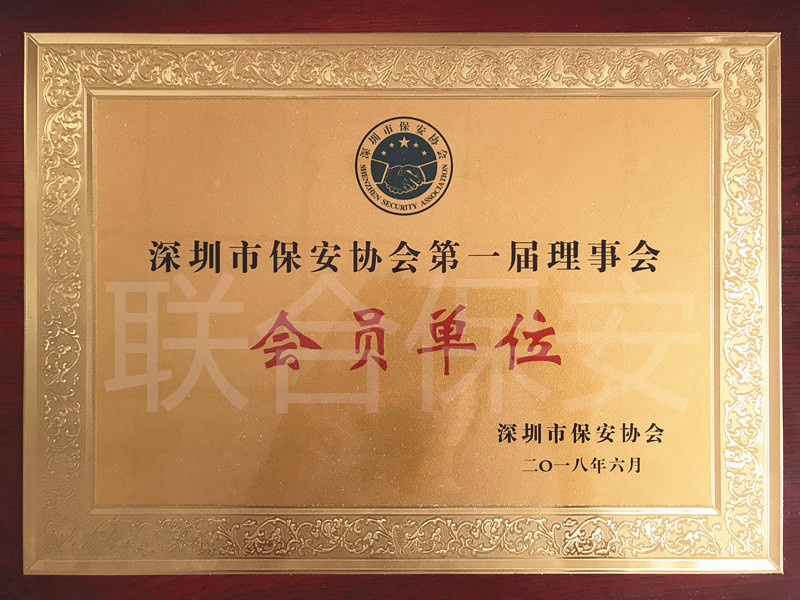 深圳市保安协会
SHENZHEN SECURITY ASSOCIATION
深圳市保安协会第一届理事会
联合保安
会员单位
深圳市保安协会
二〇一八年六月